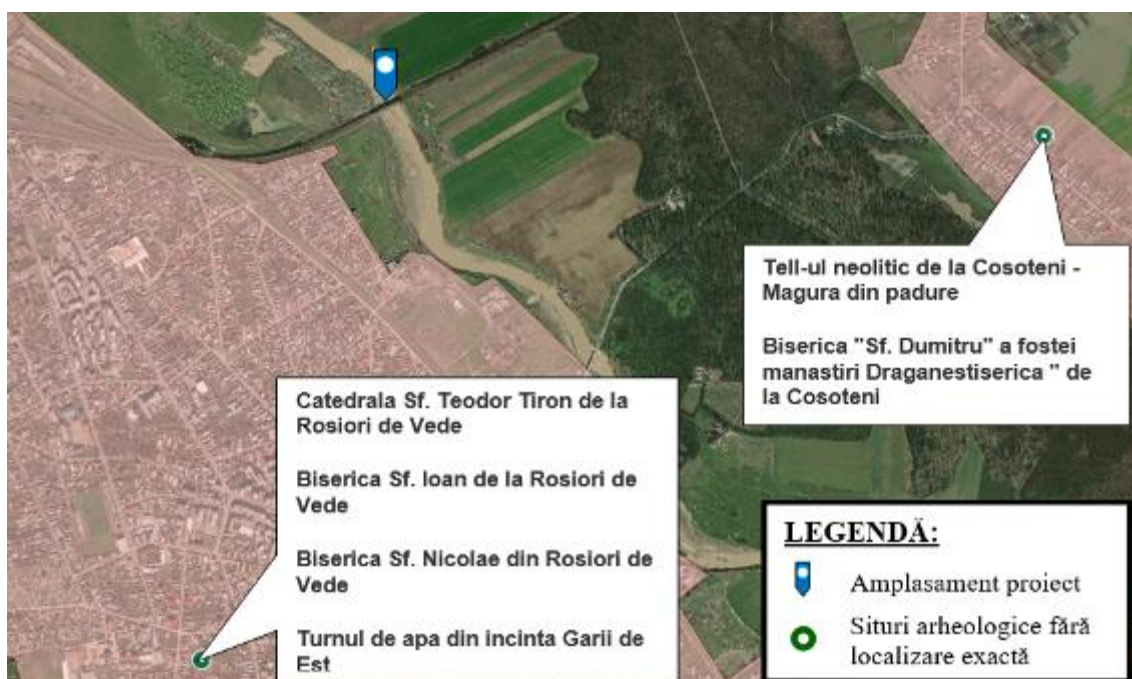 Tell-ul neolitic de la Cosoteni -
Magura din padure
Biserica "Sf. Dumitru" a fostei
manastiri Draganestiserica " de
la Cosoteni
Catedrala Sf. Teodor Tiron de la
Rosiori de Vede
Biserica Sf. Ioan de la Rosiori de
Vede
Biserica Sf. Nicolae din Rosiori de
Vede
Turnul de apa din incinta Garii de
Est
LEGENDĂ:
Amplasament proiect
Situri arheologice fără
localizare exactă